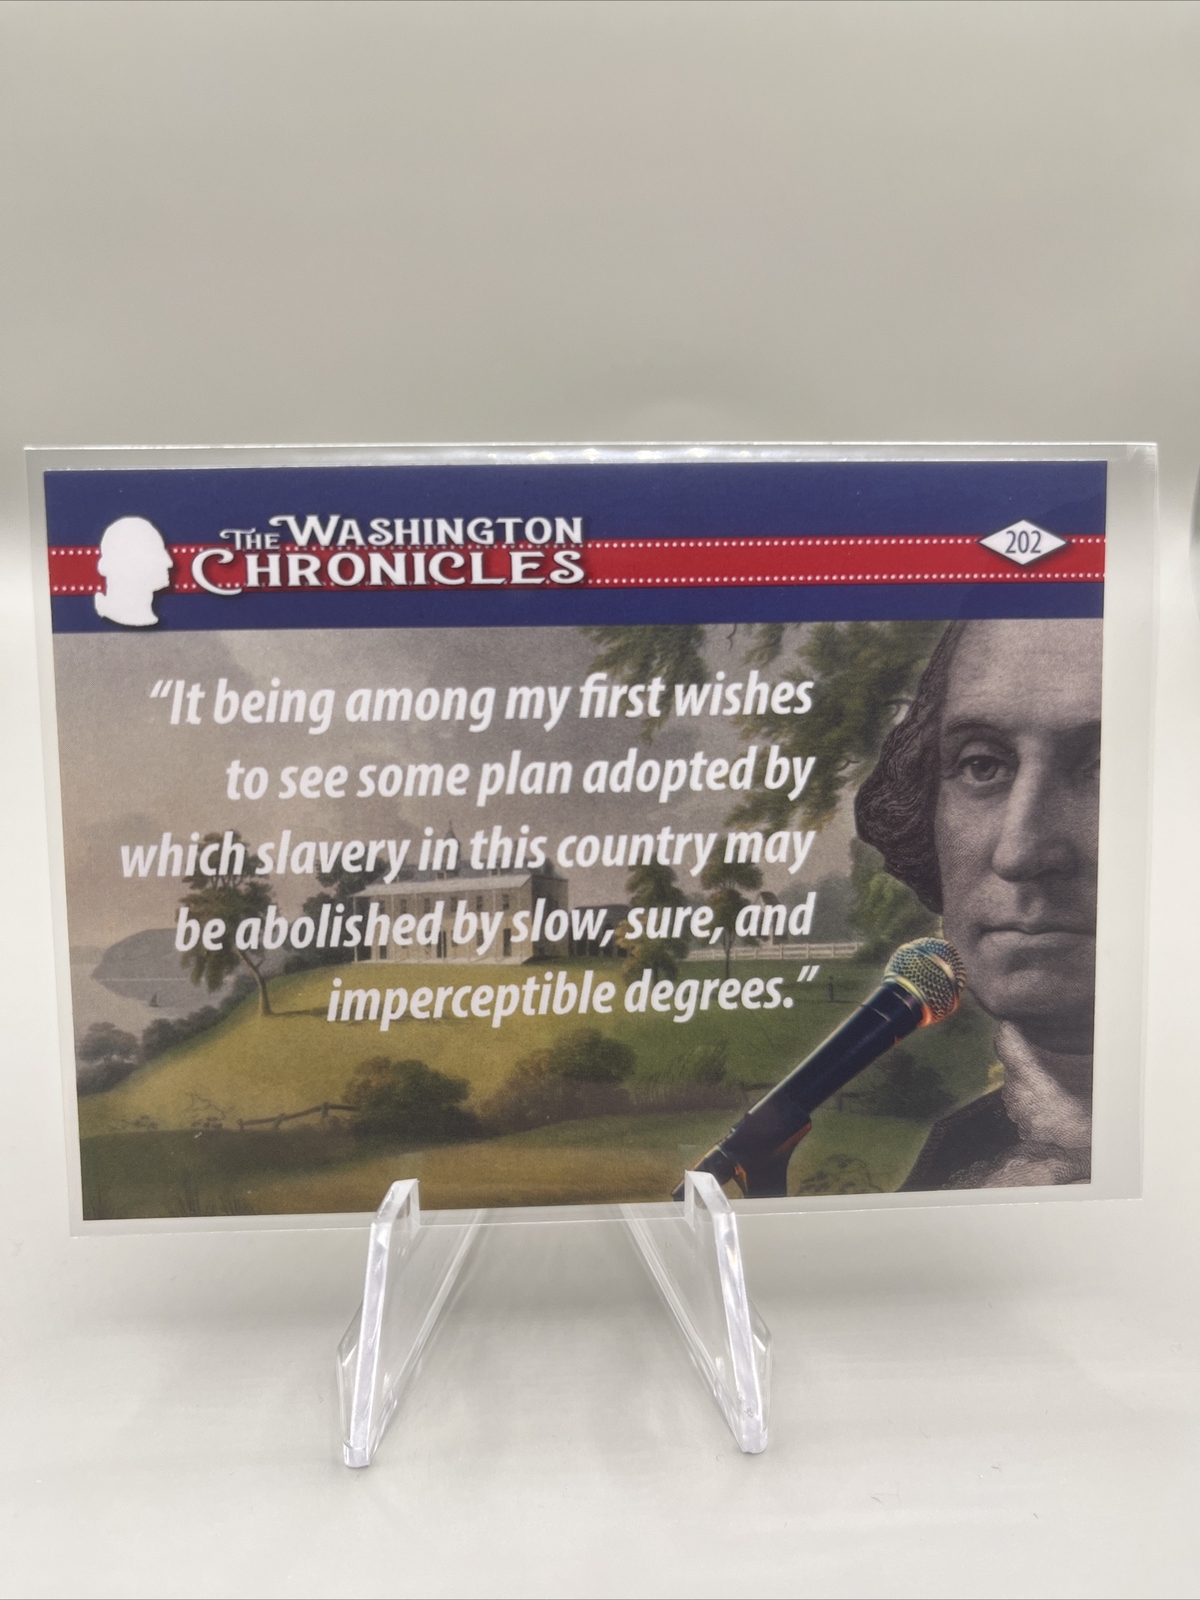 The Washington
Chronicles
202
“It being among my first wishes
to see some plan adopted by
which slavery in this country may
be abolished by slow, sure, and
imperceptible degrees.”